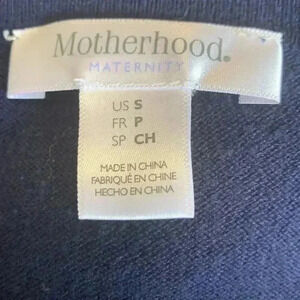 Motherhood.
MATERNITY
US S
FR P
SP CH
MADE IN CHINA
FABRIQUÉ EN CHINE
HECHO EN CHINA